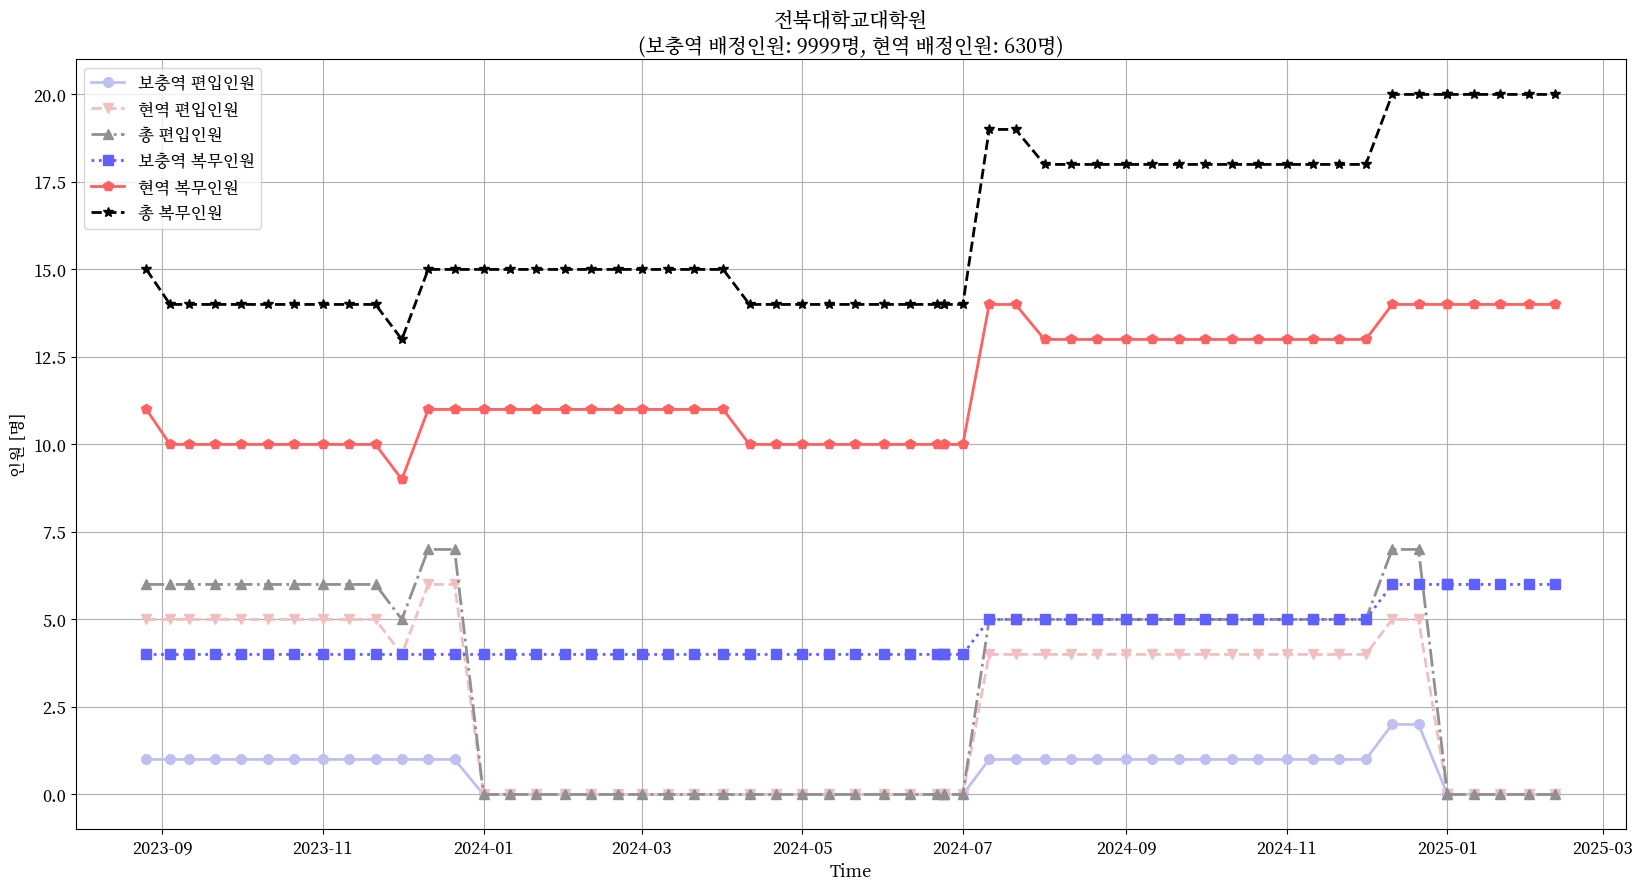 전북대학교대학원
(보충역 배정인원: 9999명, 현역 배정인원: 630명)
보충역 편입인원
현역 편입인원
총 편입인원
보충역 복무인원
현역 복무인원
총 복무인원
인원 [명]
20.0
17.5
15.0
12.5
10.0
7.5
5.0
2.5
0.0
2023-09
2023-11
2024-01
2024-03
2024-05
2024-07
2024-09
2024-11
2025-01
2025-03
Time